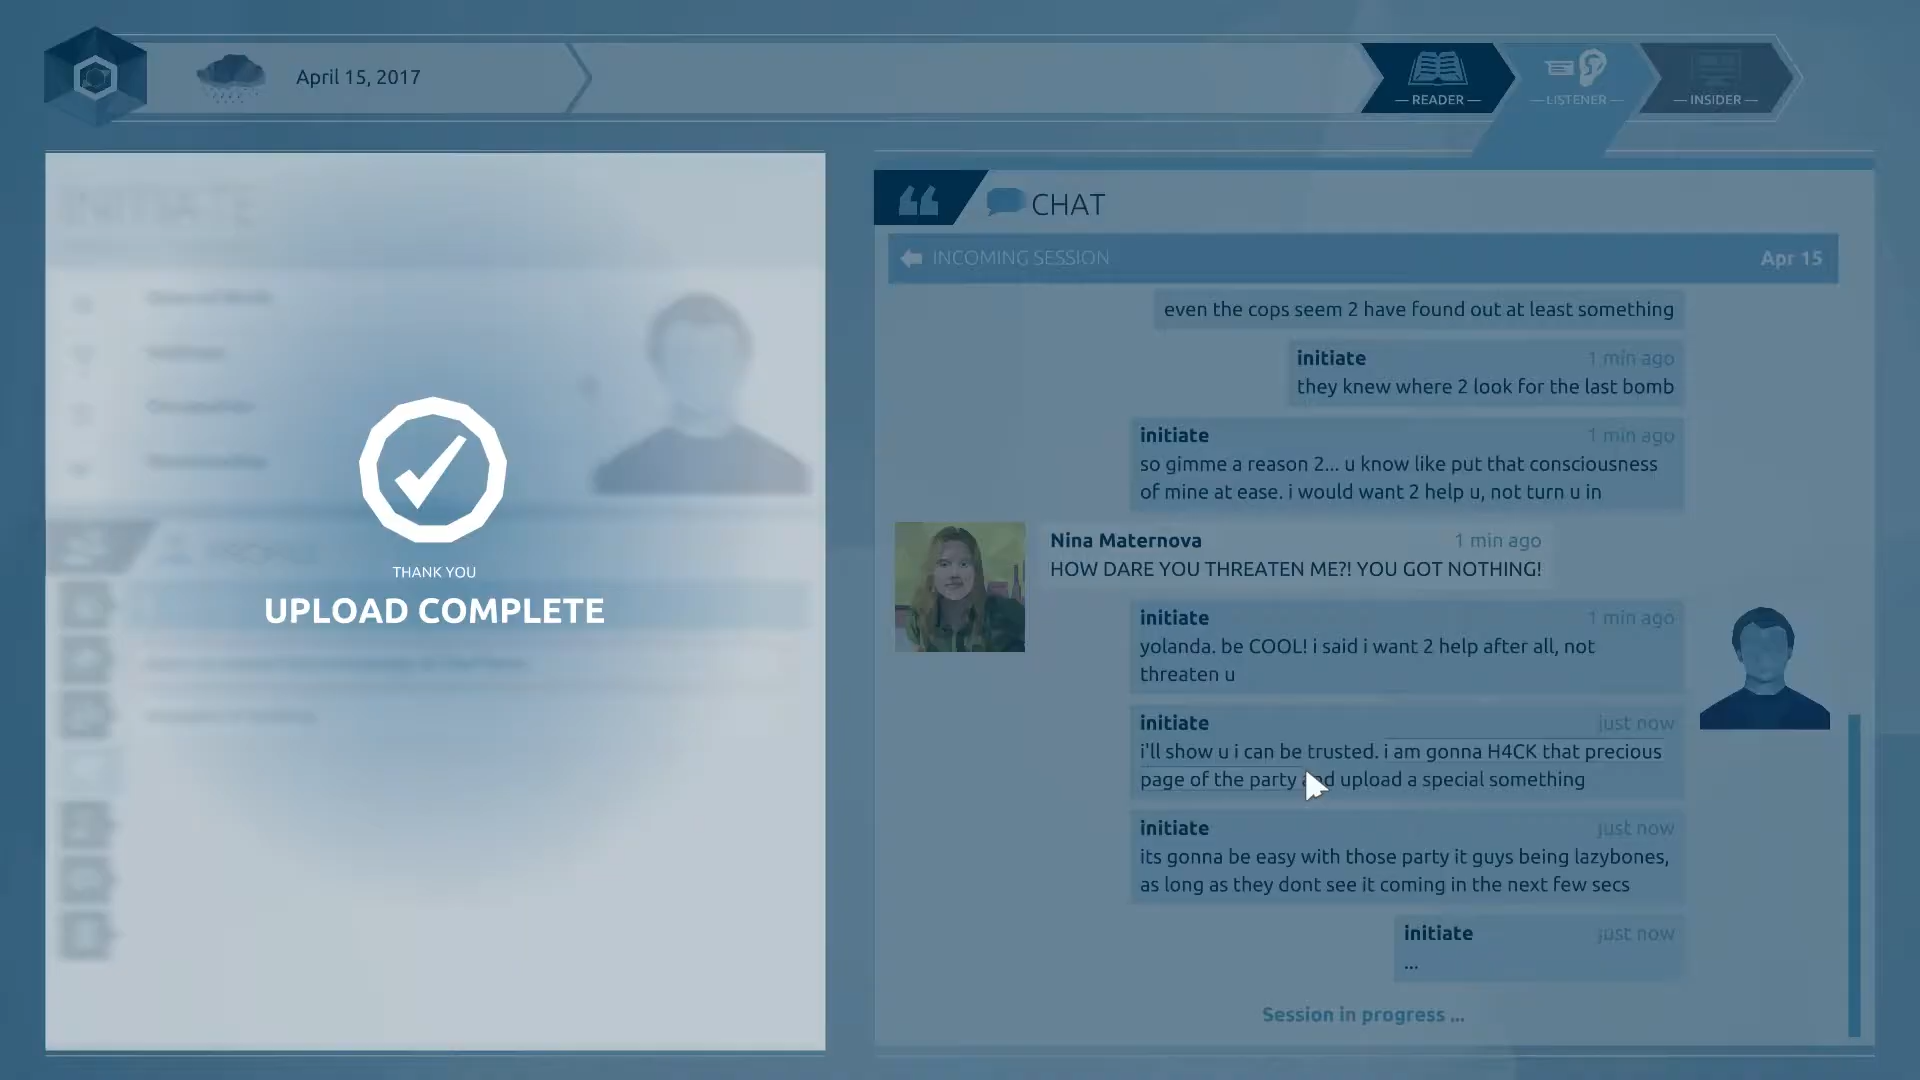 April 15, 2017
READER
LISTENER
INSIDER
INITIATE
PROFILE
THANK YOU
UPLOAD COMPLETE
CHAT
INCOMING SESSION
Apr 15
even the cops seem 2 have found out at least something
initiate
1 min ago
they knew where 2 look for the last bomb
initiate
1 min ago
so gimme a reason 2... u know like put that consciousness
of mine at ease. i would want 2 help u, not turn u in
Nina Maternova
1 min ago
HOW DARE YOU THREATEN ME?! YOU GOT NOTHING!
initiate
1 min ago
yolanda. be COOL! i said i want 2 help after all, not
threaten u
initiate
just now
i'll show u i can be trusted. i am gonna H4CK that precious
page of the party and upload a special something
initiate
just now
its gonna be easy with those party it guys being lazybones,
as long as they dont see it coming in the next few secs
initiate
just now
...
Session in progress ...